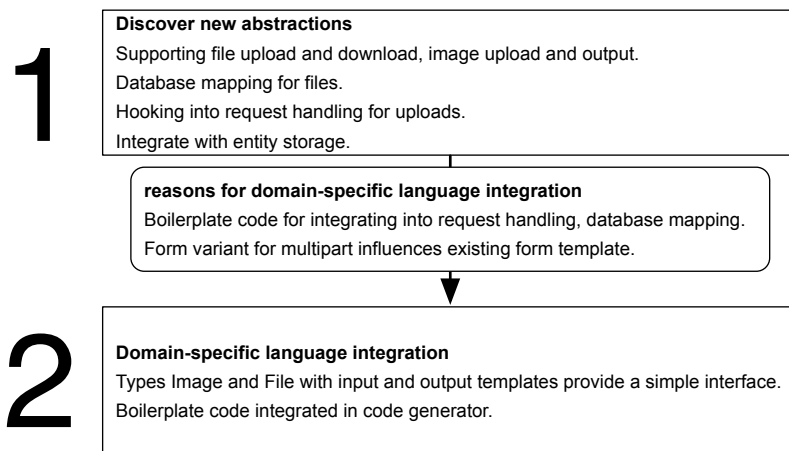 1
Discover new abstractions
Supporting file upload and download, image upload and output.
Database mapping for files.
Hooking into request handling for uploads.
Integrate with entity storage.
reasons for domain-specific language integration
Boilerplate code for integrating into request handling, database mapping.
Form variant for multipart influences existing form template.
2
Domain-specific language integration
Types Image and File with input and output templates provide a simple interface.
Boilerplate code integrated in code generator.